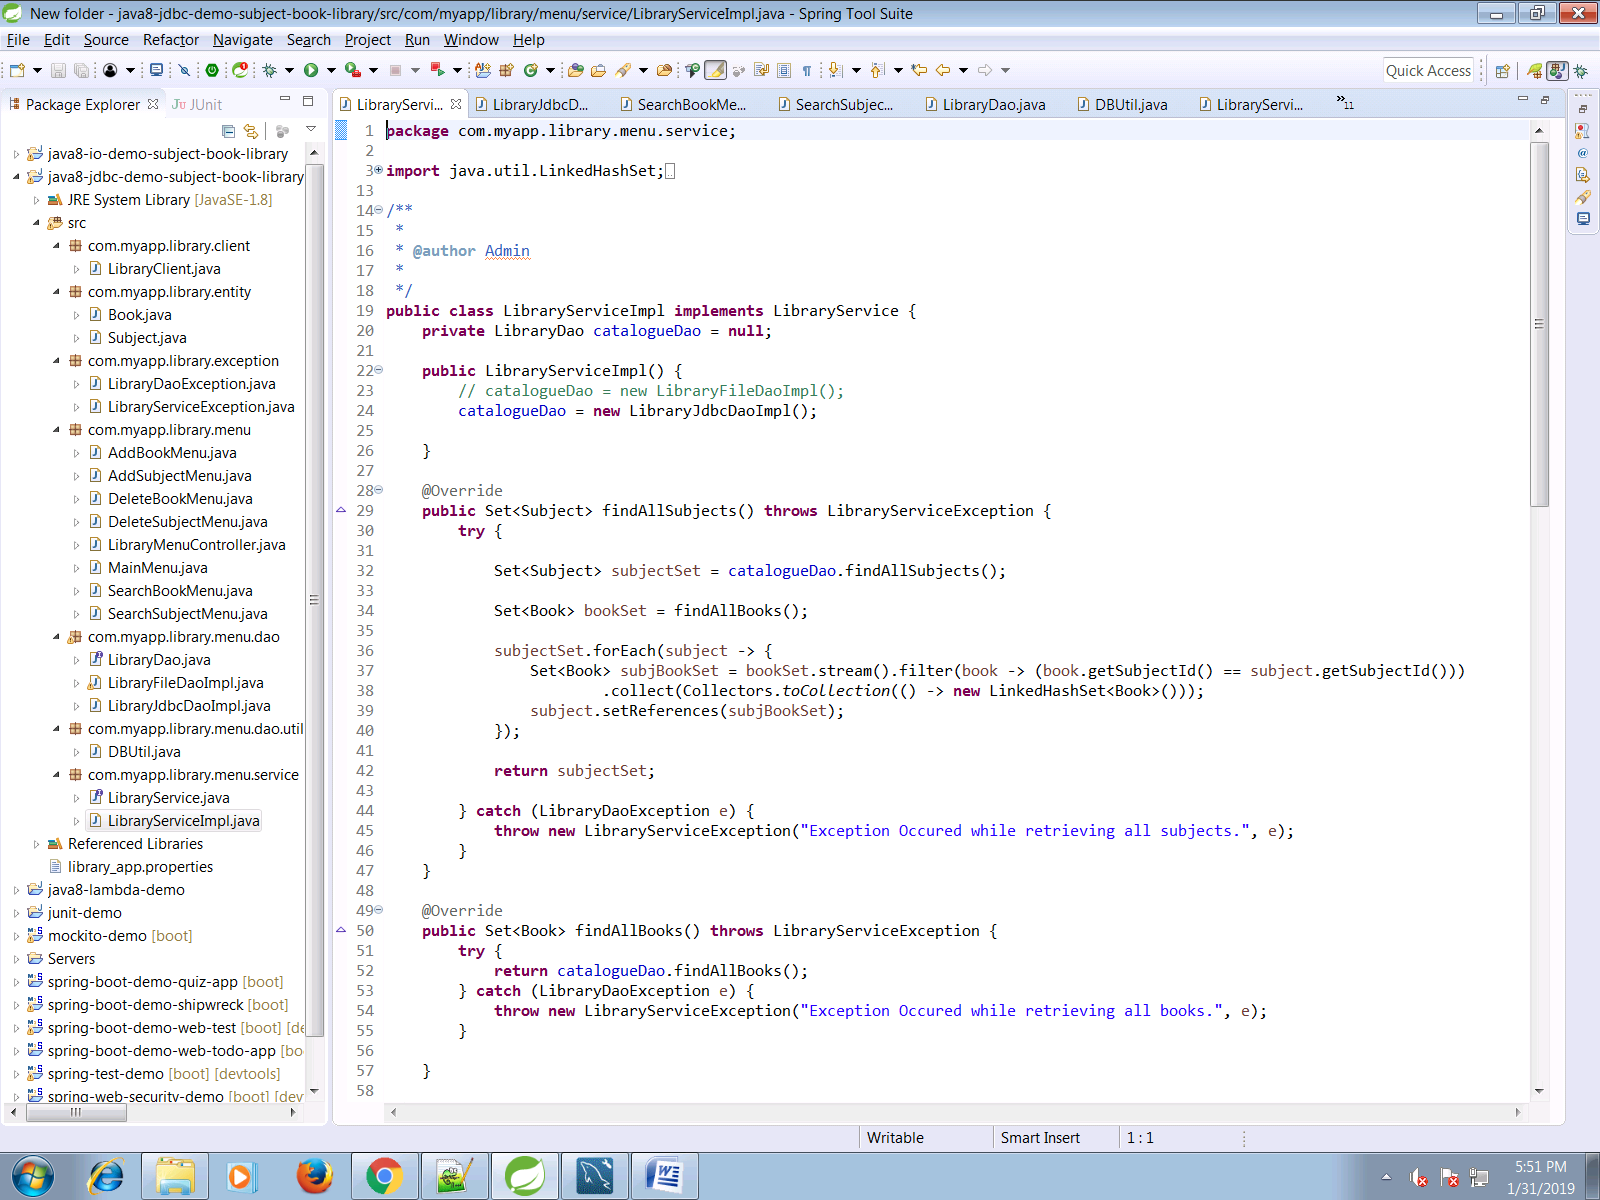 New folder - java8-jdbc-demo-subject-book-library/src/com/myapp/library/menu/service/LibraryServiceImpl.java - Spring Tool Suite
File Edit Source Refactor Navigate Search Project Run Window Help
Quick Access
Package Explorer JUnit
LibraryServi... LibraryJdbcD... SearchBookMe... SearchSubjec... LibraryDao.java DBUtil.java LibraryServi... »11
java8-io-demo-subject-book-library
java8-jdbc-demo-subject-book-library
JRE System Library [JavaSE-1.8]
src
com.myapp.library.client
LibraryClient.java
com.myapp.library.entity
Book.java
Subject.java
com.myapp.library.exception
LibraryDaoException.java
LibraryServiceException.java
com.myapp.library.menu
AddBookMenu.java
AddSubjectMenu.java
DeleteBookMenu.java
DeleteSubjectMenu.java
LibraryMenuController.java
MainMenu.java
SearchBookMenu.java
SearchSubjectMenu.java
com.myapp.library.menu.dao
LibraryDao.java
LibraryFileDaoImpl.java
LibraryJdbcDaoImpl.java
com.myapp.library.menu.dao.util
DBUtil.java
com.myapp.library.menu.service
LibraryService.java
LibraryServiceImpl.java
Referenced Libraries
library_app.properties
java8-lambda-demo
junit-demo
mockito-demo [boot]
Servers
spring-boot-demo-quiz-app [boot]
spring-boot-demo-shipwreck [boot]
spring-boot-demo-web-test [boot] [de
spring-boot-demo-web-todo-app [bo
spring-test-demo [boot] [devtools]
spring-web-security-demo [boot] [dev
1 package com.myapp.library.menu.service;
2
3 import java.util.LinkedHashSet;
13
14 /**
15 *
16 * @author Admin
17 *
18 */
19 public class LibraryServiceImpl implements LibraryService {
20 private LibraryDao catalogueDao = null;
21
22 public LibraryServiceImpl() {
23 // catalogueDao = new LibraryFileDaoImpl();
24 catalogueDao = new LibraryJdbcDaoImpl();
25
26 }
27
28 @Override
29 public Set<Subject> findAllSubjects() throws LibraryServiceException {
30 try {
31
32 Set<Subject> subjectSet = catalogueDao.findAllSubjects();
33
34 Set<Book> bookSet = findAllBooks();
35
36 subjectSet.forEach(subject -> {
37 Set<Book> subjBookSet = bookSet.stream().filter(book -> (book.getSubjectId() == subject.getSubjectId()))
38 .collect(Collectors.toCollection(() -> new LinkedHashSet<Book>()));
39 subject.setReferences(subjBookSet);
40 });
41
42 return subjectSet;
43
44 } catch (LibraryDaoException e) {
45 throw new LibraryServiceException("Exception Occured while retrieving all subjects.", e);
46 }
47 }
48
49 @Override
50 public Set<Book> findAllBooks() throws LibraryServiceException {
51 try {
52 return catalogueDao.findAllBooks();
53 } catch (LibraryDaoException e) {
54 throw new LibraryServiceException("Exception Occured while retrieving all books.", e);
55 }
56
57 }
58
Writable Smart Insert 1 : 1
5:51 PM
1/31/2019